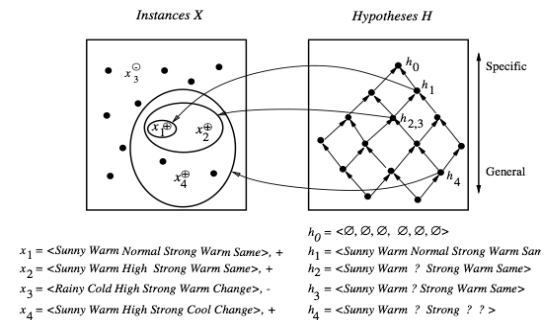 Instances X
Hypotheses H
x3 ⊖
h0
Specific
h1
x1 ⊕
x2 ⊕
h2,3
x4 ⊕
h4
General
h0 = <∅, ∅, ∅, ∅, ∅, ∅>
x1 = <Sunny Warm Normal Strong Warm Same>, +
h1 = <Sunny Warm Normal Strong Warm Sam
x2 = <Sunny Warm High Strong Warm Same>, +
h2 = <Sunny Warm ? Strong Warm Same>
x3 = <Rainy Cold High Strong Warm Change>, -
h3 = <Sunny Warm ? Strong Warm Same>
x4 = <Sunny Warm High Strong Cool Change>, +
h4 = <Sunny Warm ? Strong ? ? >